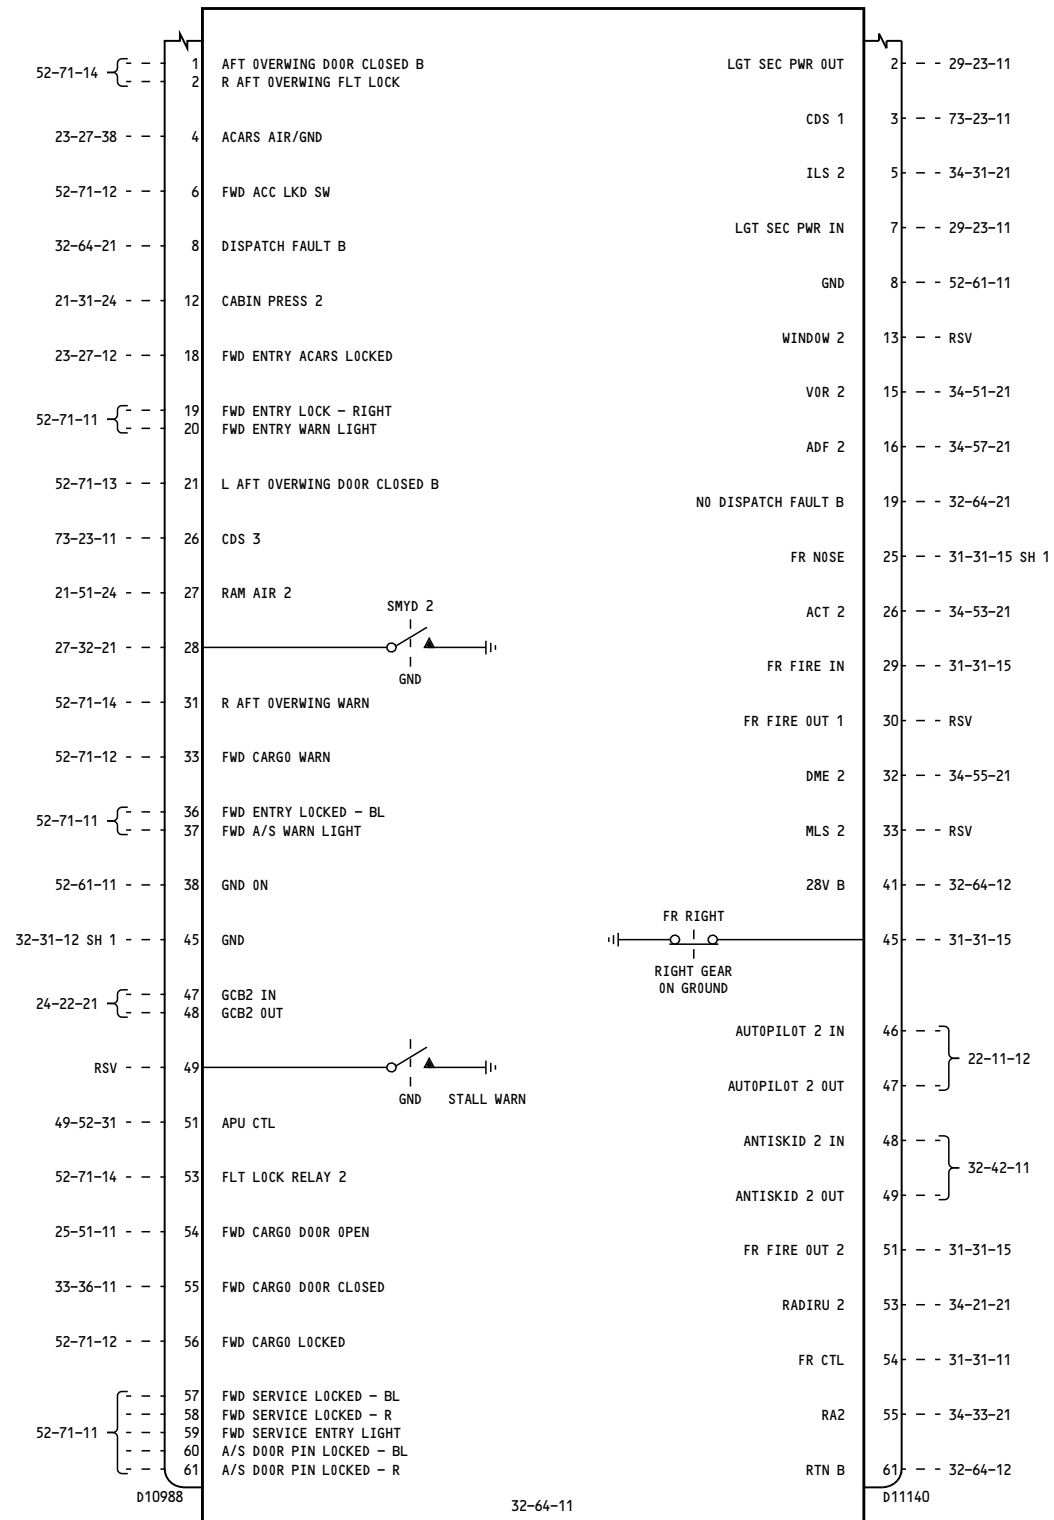 52-71-14
1 AFT OVERWING DOOR CLOSED B
2 R AFT OVERWING FLT LOCK
23-27-38 4 ACARS AIR/GND
52-71-12 6 FWD ACC LKD SW
32-64-21 8 DISPATCH FAULT B
21-31-24 12 CABIN PRESS 2
23-27-12 18 FWD ENTRY ACARS LOCKED
52-71-11
19 FWD ENTRY LOCK - RIGHT
20 FWD ENTRY WARN LIGHT
52-71-13 21 L AFT OVERWING DOOR CLOSED B
73-23-11 26 CDS 3
21-51-24 27 RAM AIR 2
SMYD 2
27-32-21 28
GND
52-71-14 31 R AFT OVERWING WARN
52-71-12 33 FWD CARGO WARN
52-71-11
36 FWD ENTRY LOCKED - BL
37 FWD A/S WARN LIGHT
52-61-11 38 GND ON
32-31-12 SH 1 45 GND
24-22-21
47 GCB2 IN
48 GCB2 OUT
RSV 49
GND STALL WARN
49-52-31 51 APU CTL
52-71-14 53 FLT LOCK RELAY 2
25-51-11 54 FWD CARGO DOOR OPEN
33-36-11 55 FWD CARGO DOOR CLOSED
52-71-12 56 FWD CARGO LOCKED
52-71-11
57 FWD SERVICE LOCKED - BL
58 FWD SERVICE LOCKED - R
59 FWD SERVICE ENTRY LIGHT
60 A/S DOOR PIN LOCKED - BL
61 A/S DOOR PIN LOCKED - R
D10988
LGT SEC PWR OUT 2 29-23-11
CDS 1 3 73-23-11
ILS 2 5 34-31-21
LGT SEC PWR IN 7 29-23-11
GND 8 52-61-11
WINDOW 2 13 RSV
VOR 2 15 34-51-21
ADF 2 16 34-57-21
NO DISPATCH FAULT B 19 32-64-21
FR NOSE 25 31-31-15 SH 1
ACT 2 26 34-53-21
FR FIRE IN 29 31-31-15
FR FIRE OUT 1 30 RSV
DME 2 32 34-55-21
MLS 2 33 RSV
28V B 41 32-64-12
FR RIGHT
45 31-31-15
RIGHT GEAR
ON GROUND
AUTOPILOT 2 IN 46
22-11-12
AUTOPILOT 2 OUT 47
ANTISKID 2 IN 48
32-42-11
ANTISKID 2 OUT 49
FR FIRE OUT 2 51 31-31-15
RADIRU 2 53 34-21-21
FR CTL 54 31-31-11
RA2 55 34-33-21
RTN B 61 32-64-12
D11140
32-64-11